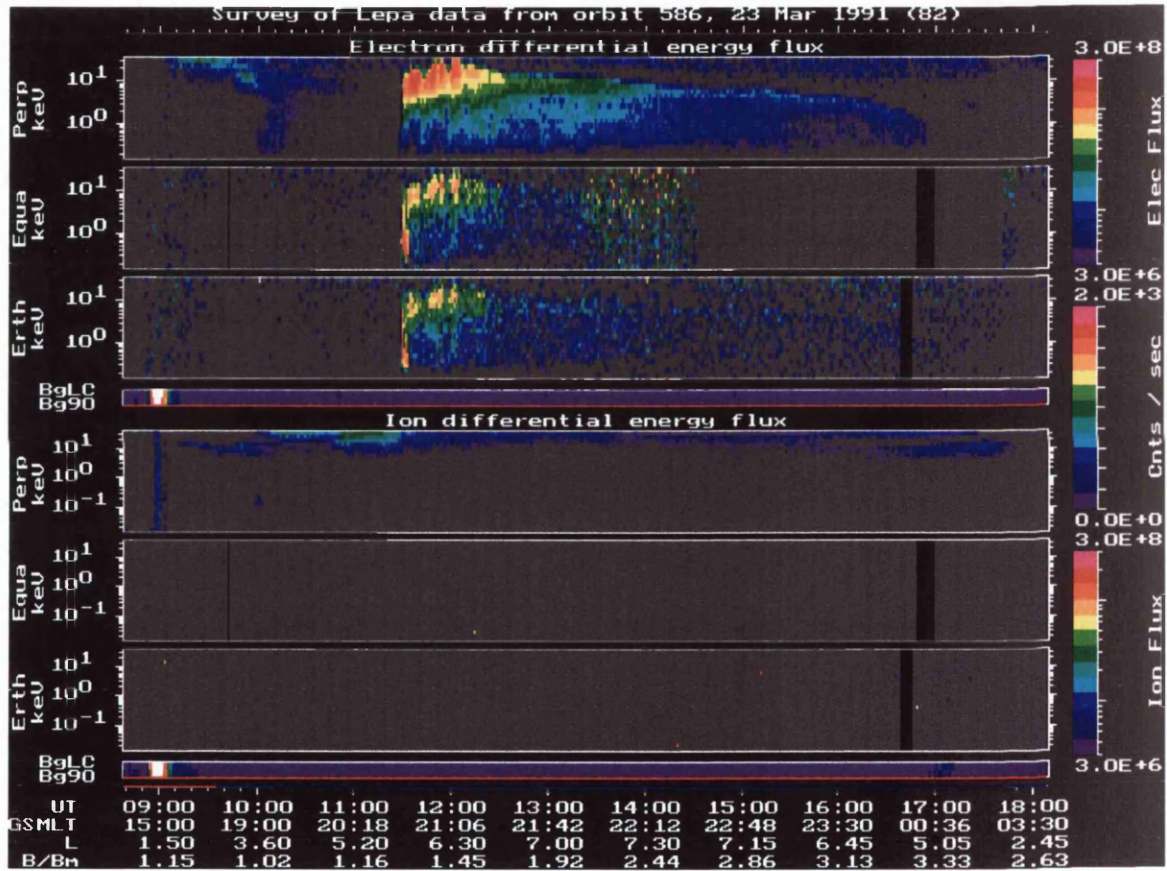 Survey of Lepa data from orbit 586, 23 Mar 1991 (82)
Electron differential energy flux
3.0E+8
Perp keV
10¹
10⁰
Equa keV
10¹
10⁰
Elec Flux
3.0E+6
Erth keV
10¹
10⁰
2.0E+3
BgLC
Bg90
Cnts / sec
Ion differential energy flux
Perp keV
10¹
10⁰
10⁻¹
0.0E+0
3.0E+8
Equa keV
10¹
10⁰
10⁻¹
Erth keV
10¹
10⁰
10⁻¹
Ion Flux
BgLC
Bg90
3.0E+6
UT 09:00 10:00 11:00 12:00 13:00 14:00 15:00 16:00 17:00 18:00
GSMLT 15:00 19:00 20:18 21:06 21:42 22:12 22:48 23:30 00:36 03:30
L 1.50 3.60 5.20 6.30 7.00 7.30 7.15 6.45 5.05 2.45
B/Bm 1.15 1.02 1.16 1.45 1.92 2.44 2.86 3.13 3.33 2.63